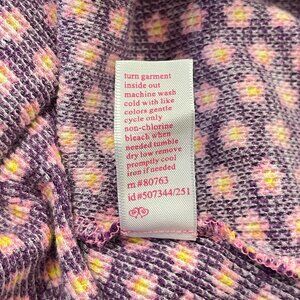 turn garment
inside out
machine wash
cold with like
colors gentle
cycle only
non-chlorine
bleach when
needed tumble
dry low remove
promptly cool
iron if needed
rn #80763
id #507344/251